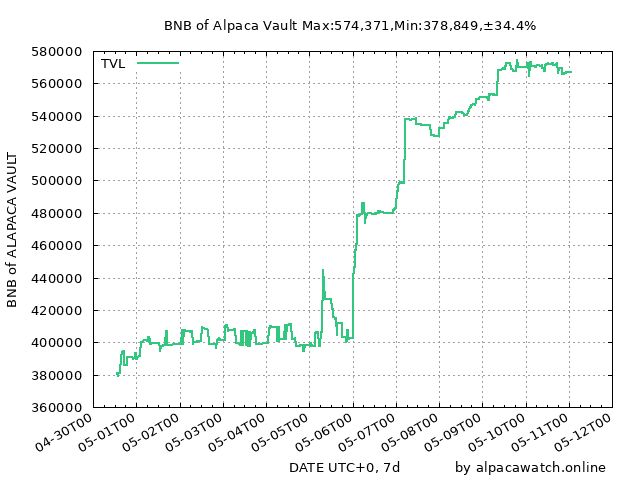 BNB of Alpaca Vault Max:574,371,Min:378,849,±34.4%
TVL
BNB of ALAPACA VAULT
580000
560000
540000
520000
500000
480000
460000
440000
420000
400000
380000
360000
04-30T00
05-01T00
05-02T00
05-03T00
05-04T00
05-05T00
05-06T00
05-07T00
05-08T00
05-09T00
05-10T00
05-11T00
05-12T00
DATE UTC+0, 7d
by alpacawatch.online